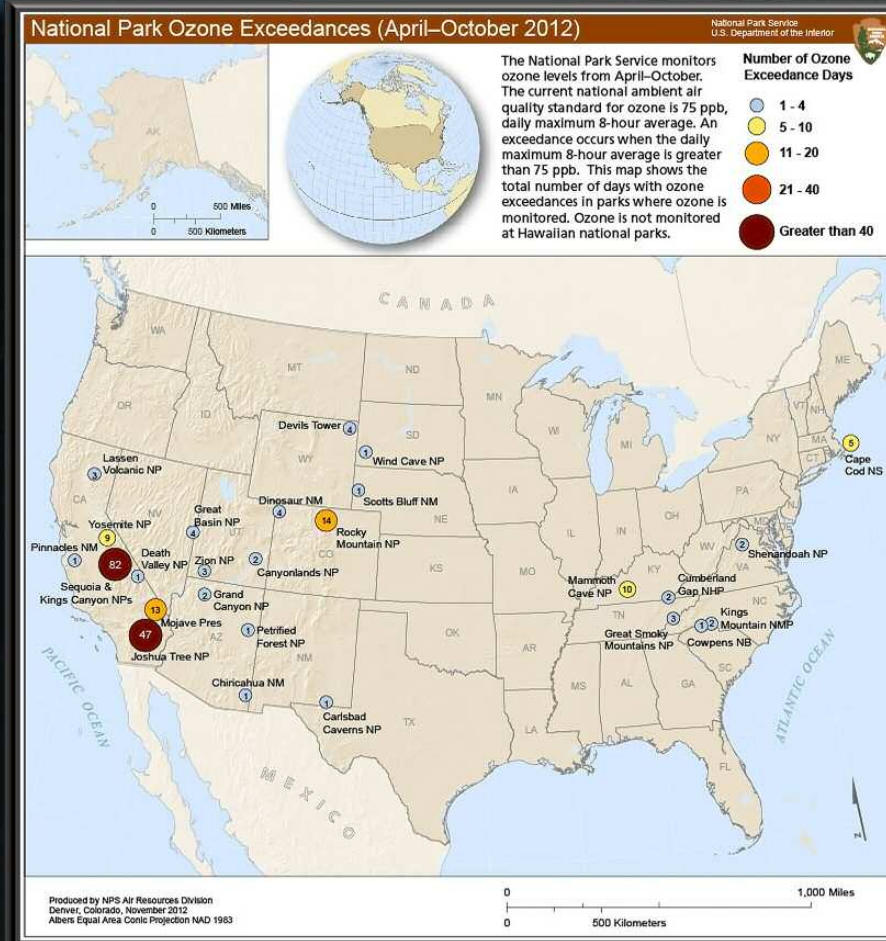 National Park Ozone Exceedances (April–October 2012)
National Park Service
U.S. Department of the Interior
AK
0 500 Miles
0 500 Kilometers
The National Park Service monitors
ozone levels from April–October.
The current national ambient air
quality standard for ozone is 75 ppb,
daily maximum 8-hour average. An
exceedance occurs when the daily
maximum 8-hour average is greater
than 75 ppb. This map shows the
total number of days with ozone
exceedances in parks where ozone is
monitored. Ozone is not monitored
at Hawaiian national parks.
Number of Ozone
Exceedance Days
1 - 4
5 - 10
11 - 20
21 - 40
Greater than 40
CANADA
WA
MT
ND
MN
ME
OR
ID
WY
SD
WI
MI
NY
VT
NH
MA
CT
Devils Tower 4
1 Wind Cave NP
5
Cape
Cod NS
3
Lassen
Volcanic NP
CA
NV
UT
CO
NE
IA
IL
IN
OH
PA
NJ
1
Scotts Bluff NM
Dinosaur NM
4
14
Rocky
Mountain NP
Great
Basin NP
4
Yosemite NP
9
Pinnacles NM
1
82
Sequoia &
Kings Canyon NPs
Death
Valley NP
1
Zion NP
3
2
Canyonlands NP
2 Grand
Canyon NP
KS
MO
KY
WV
VA
2
Shenandoah NP
Mammoth
Cave NP
10
Cumberland
Gap NHP
2
13
Mojave Pres
47
Joshua Tree NP
AZ
NM
1 Petrified
Forest NP
OK
AR
TN
NC
3
Great Smoky
Mountains NP
1
2
Kings
Mountain NMP
Cowpens NB
SC
Chiricahua NM
1
1
Carlsbad
Caverns NP
TX
LA
MS
AL
GA
FL
PACIFIC OCEAN
ATLANTIC OCEAN
MEXICO
N
Produced by NPS Air Resources Division
Denver, Colorado, November 2012
Albers Equal Area Conic Projection NAD 1983
0 1,000 Miles
0 500 Kilometers